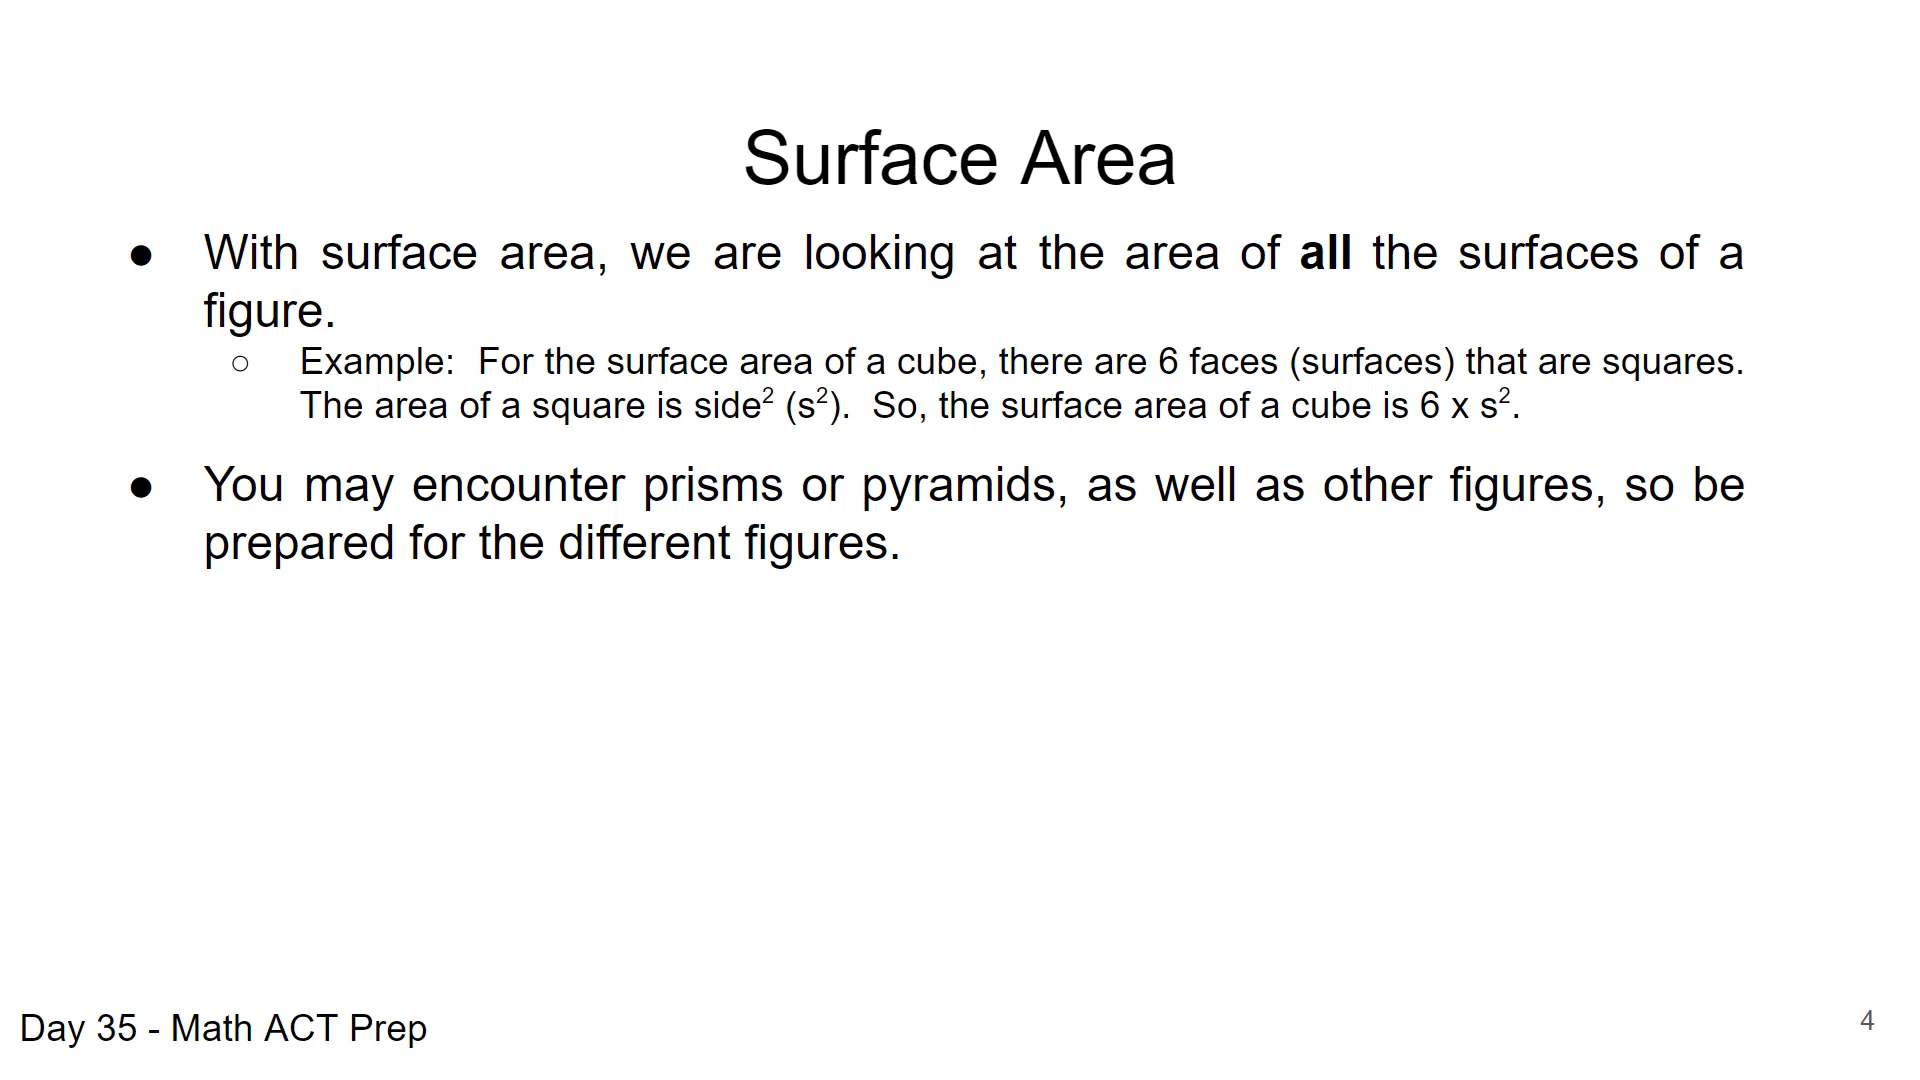 Surface Area
● With surface area, we are looking at the area of all the surfaces of a
figure.
○ Example:  For the surface area of a cube, there are 6 faces (surfaces) that are squares.
The area of a square is side² (s²).  So, the surface area of a cube is 6 x s².
● You may encounter prisms or pyramids, as well as other figures, so be
prepared for the different figures.
Day 35 - Math ACT Prep
4